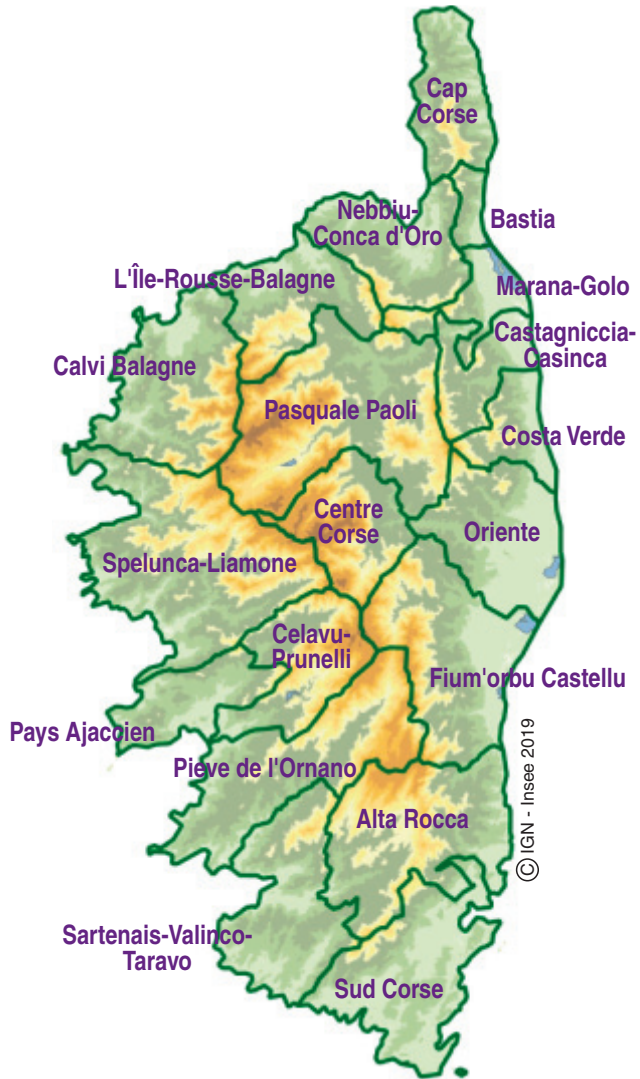 Cap
Corse
Nebbiu-
Conca d'Oro
Bastia
L'Île-Rousse-Balagne
Marana-Golo
Castagniccia-
Casinca
Calvi Balagne
Pasquale Paoli
Costa Verde
Centre
Corse
Oriente
Spelunca-Liamone
Celavu-
Prunelli
Fium'orbu Castellu
Pays Ajaccien
Pieve de l'Ornano
© IGN - Insee 2019
Alta Rocca
Sartenais-Valinco-
Taravo
Sud Corse